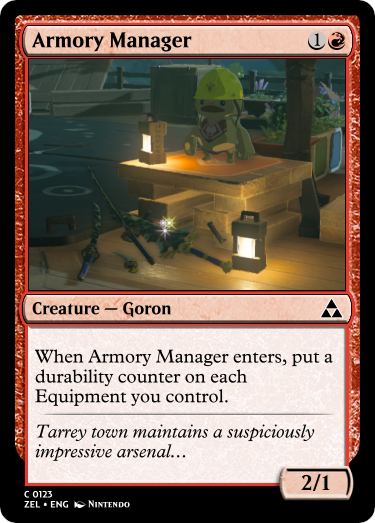 Armory Manager 1
Creature — Goron
When Armory Manager enters, put a
durability counter on each
Equipment you control.
Tarrey town maintains a suspiciously
impressive arsenal…
2/1
C 0123
ZEL • ENG Nintendo